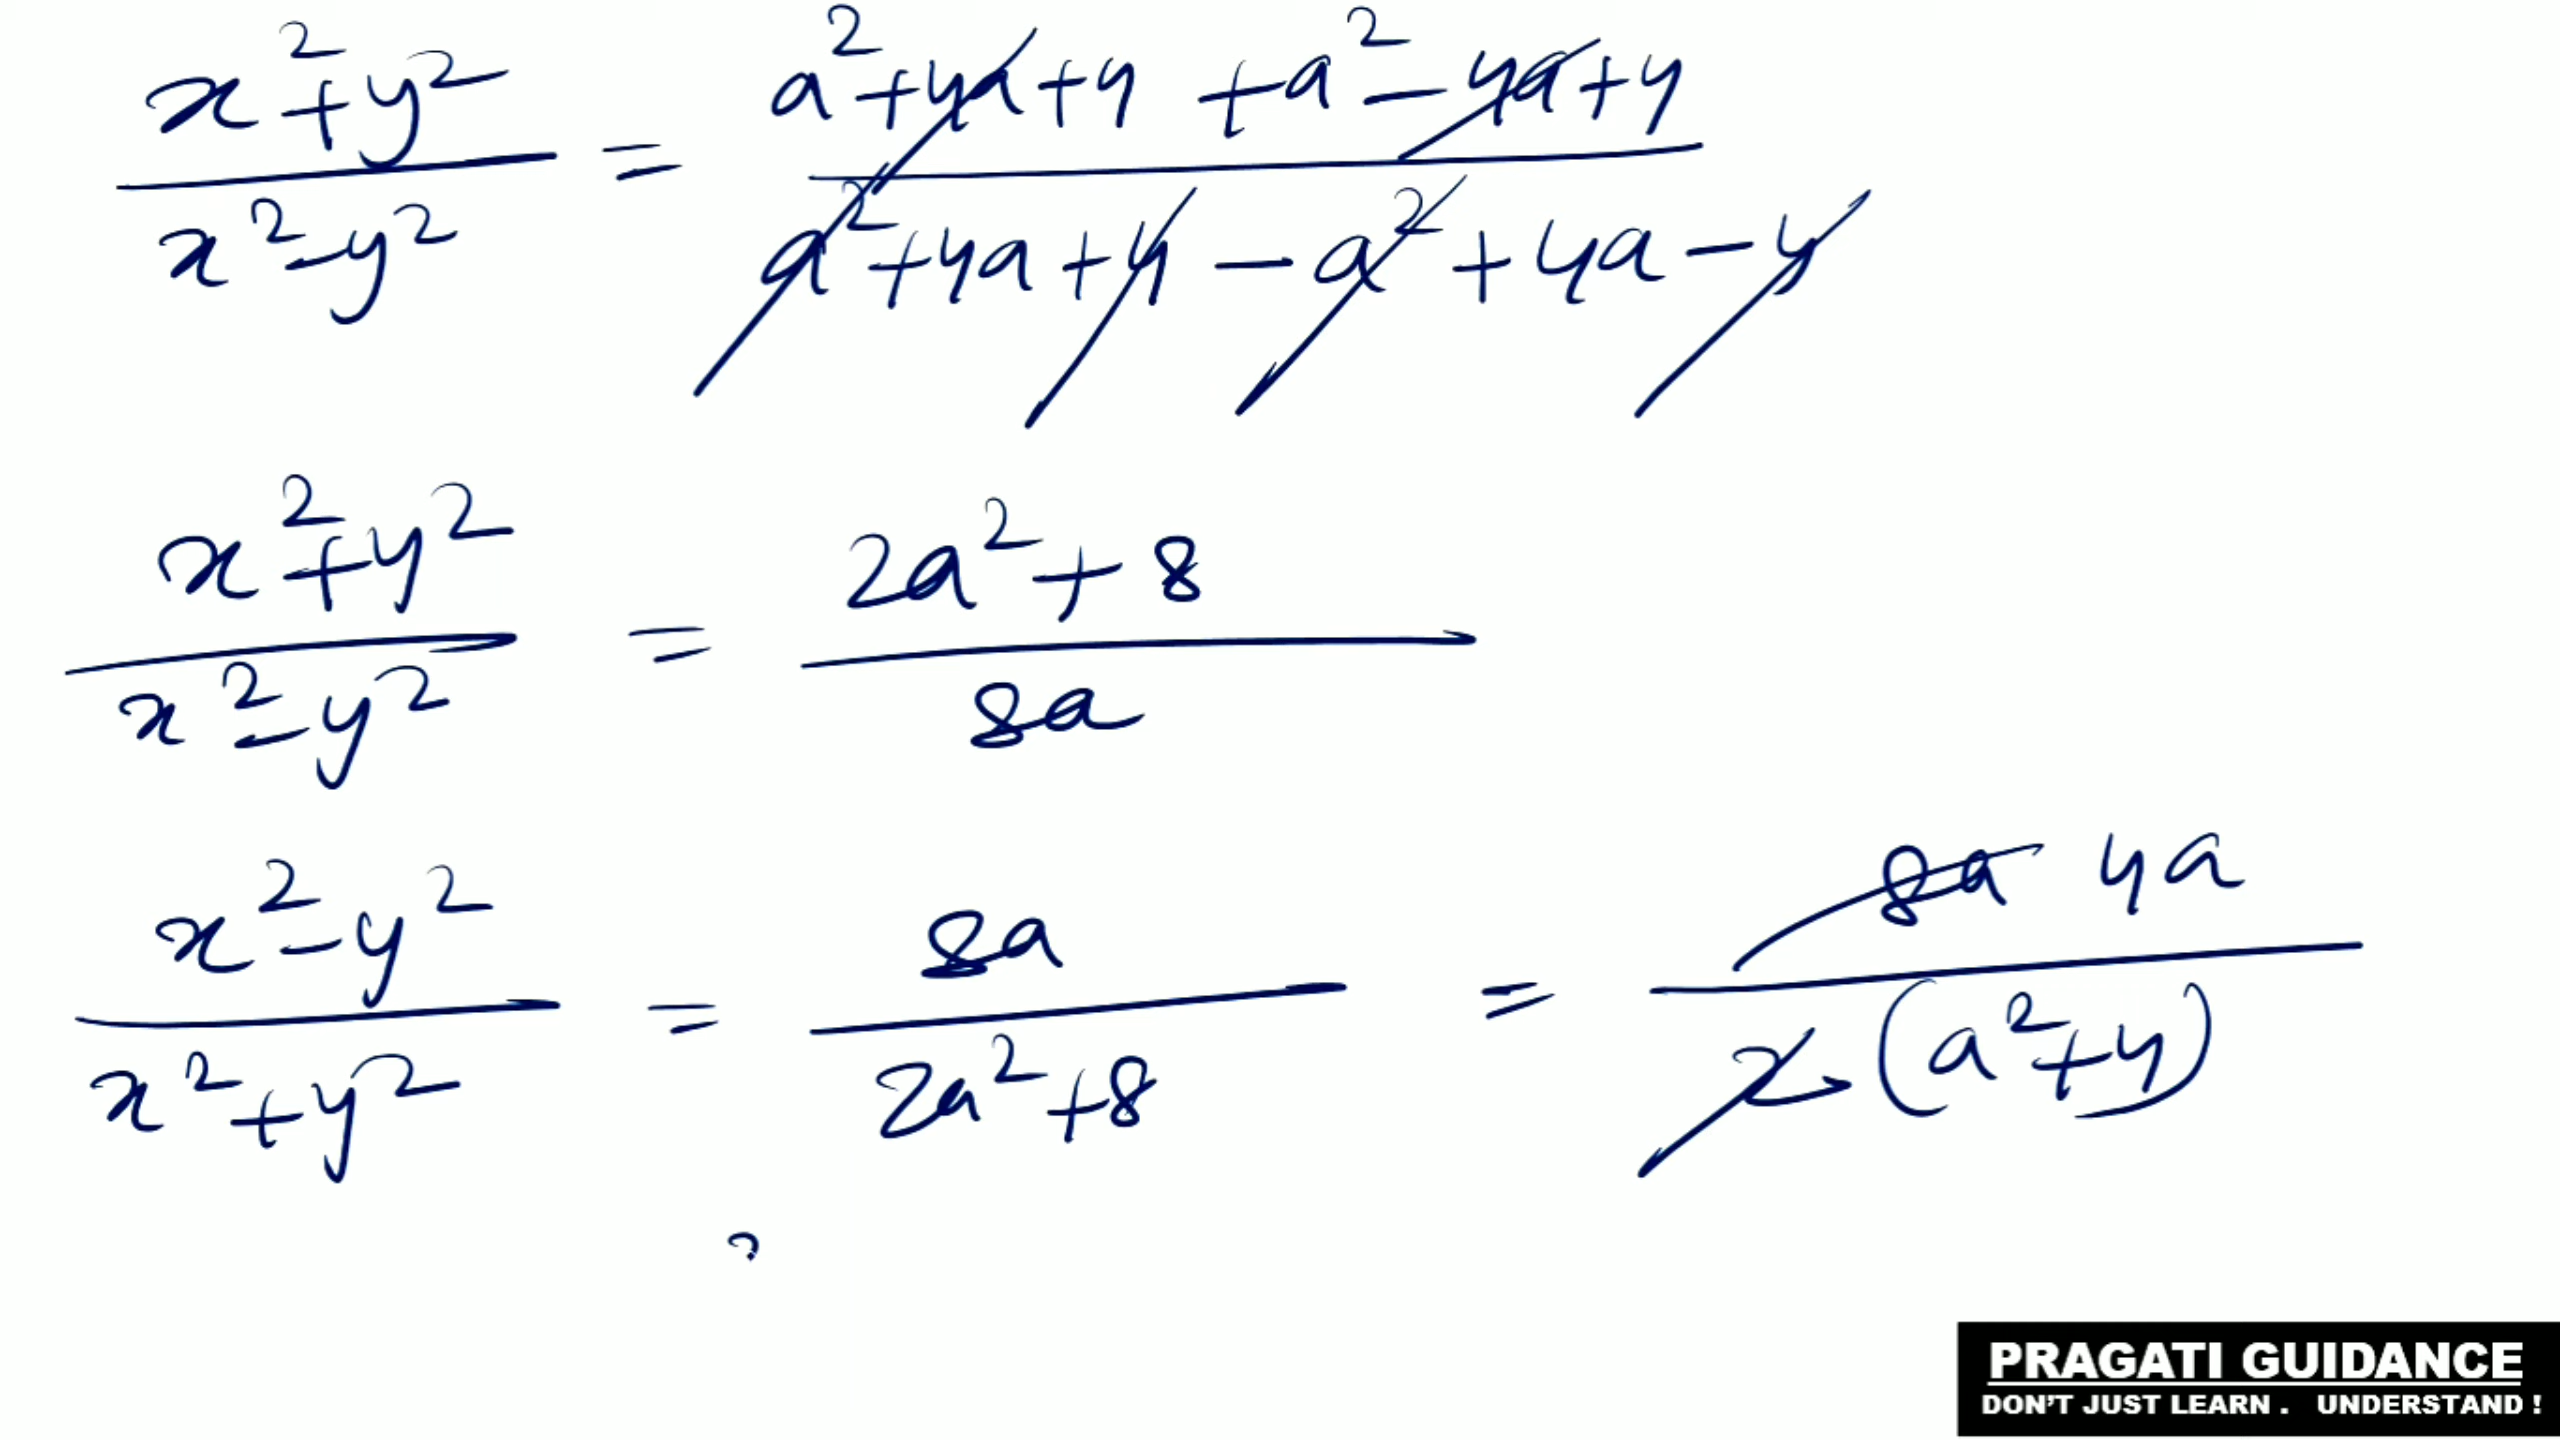 x²+y² / x²-y² = a²+4a+4 +a²-4a+4 / a²+4a+4 - a²+4a-4
x²+y² / x²-y² = 2a²+8 / 8a
x²-y² / x²+y² = 8a / 2a²+8 = 8a 4a / 2(a²+4)
PRAGATI GUIDANCE
DON'T JUST LEARN . UNDERSTAND !